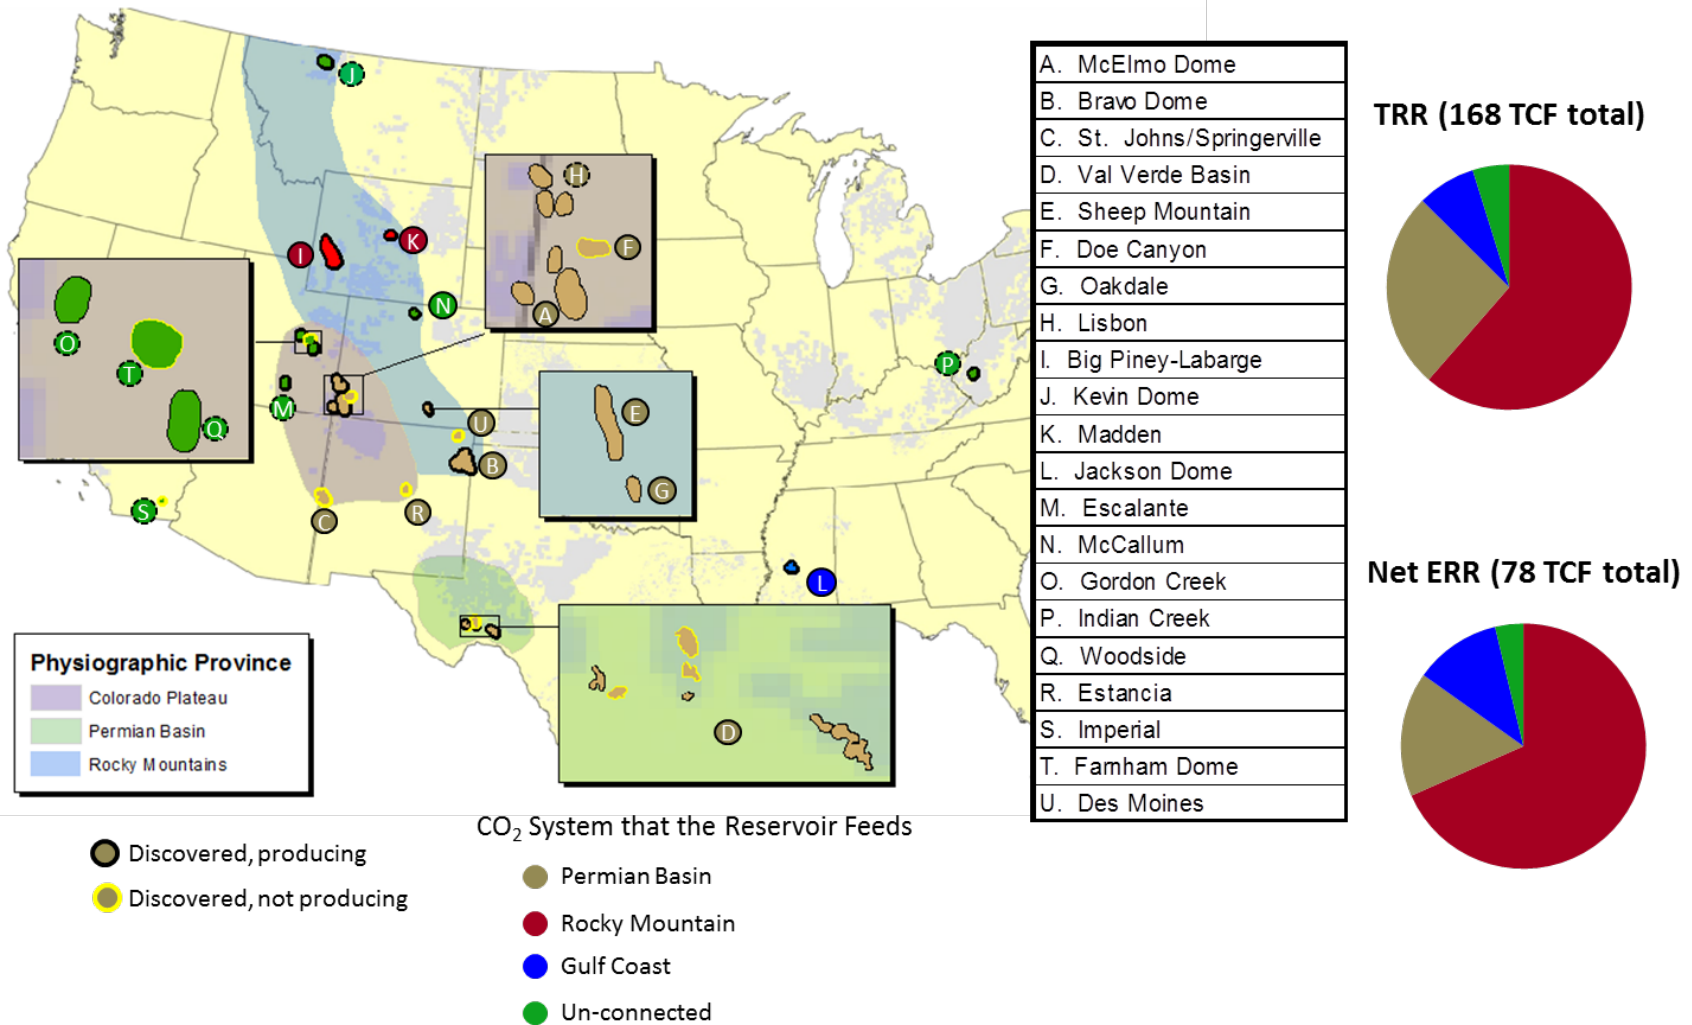 A. McElmo Dome
B. Bravo Dome
C. St. Johns/Springerville
D. Val Verde Basin
E. Sheep Mountain
F. Doe Canyon
G. Oakdale
H. Lisbon
I. Big Piney-Labarge
J. Kevin Dome
K. Madden
L. Jackson Dome
M. Escalante
N. McCallum
O. Gordon Creek
P. Indian Creek
Q. Woodside
R. Estancia
S. Imperial
T. Farnham Dome
U. Des Moines
TRR (168 TCF total)
Net ERR (78 TCF total)
J
H
I
K
F
N
A
O
T
P
M
Q
U
E
B
G
S
C
R
L
D
Physiographic Province
Colorado Plateau
Permian Basin
Rocky Mountains
Discovered, producing
Discovered, not producing
CO2 System that the Reservoir Feeds
Permian Basin
Rocky Mountain
Gulf Coast
Un-connected